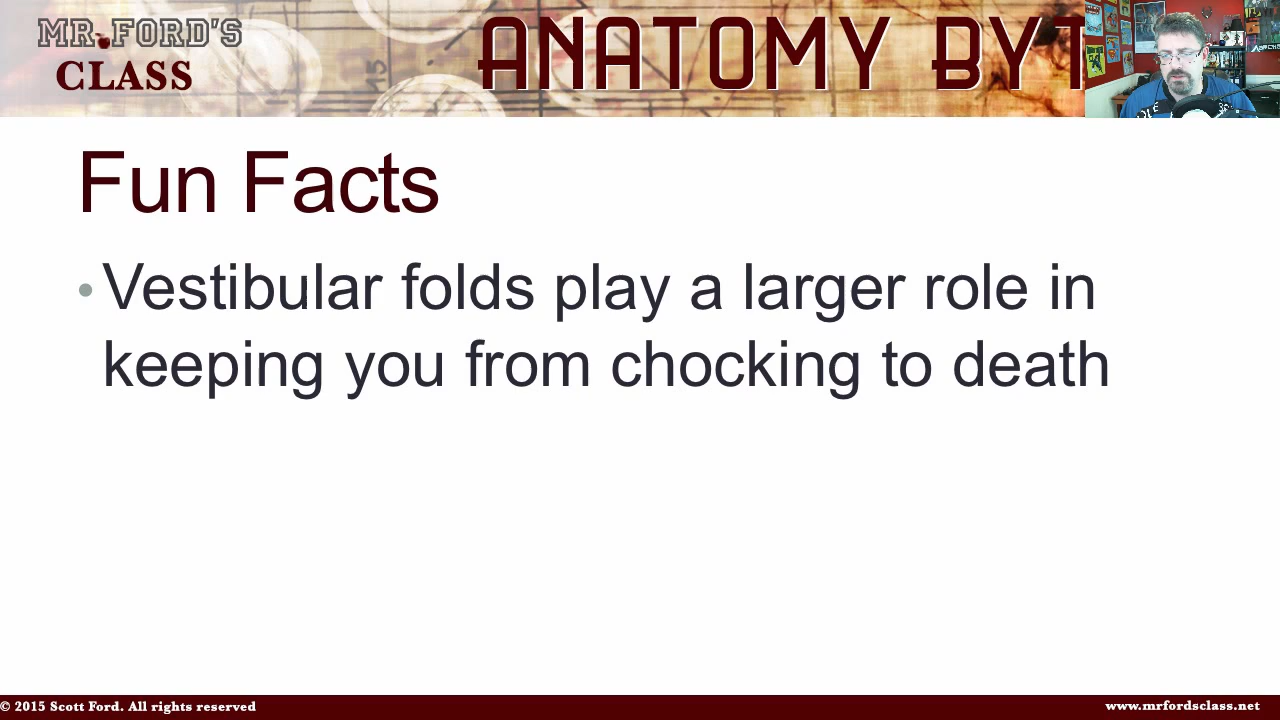 MR. FORD'S
CLASS
ANATOMY BYT
Fun Facts
• Vestibular folds play a larger role in
keeping you from chocking to death
© 2015 Scott Ford. All rights reserved
www.mrfordsclass.net